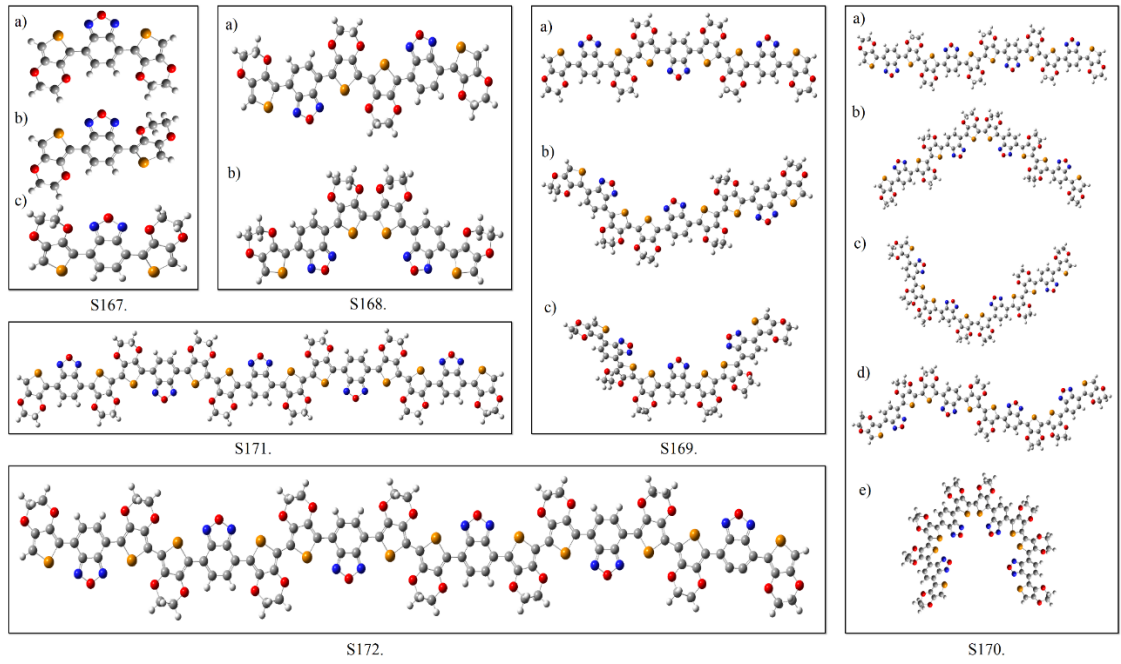 a)
b)
c)
S167.
a)
b)
S168.
a)
b)
c)
S169.
a)
b)
c)
d)
e)
S170.
S171.
S172.